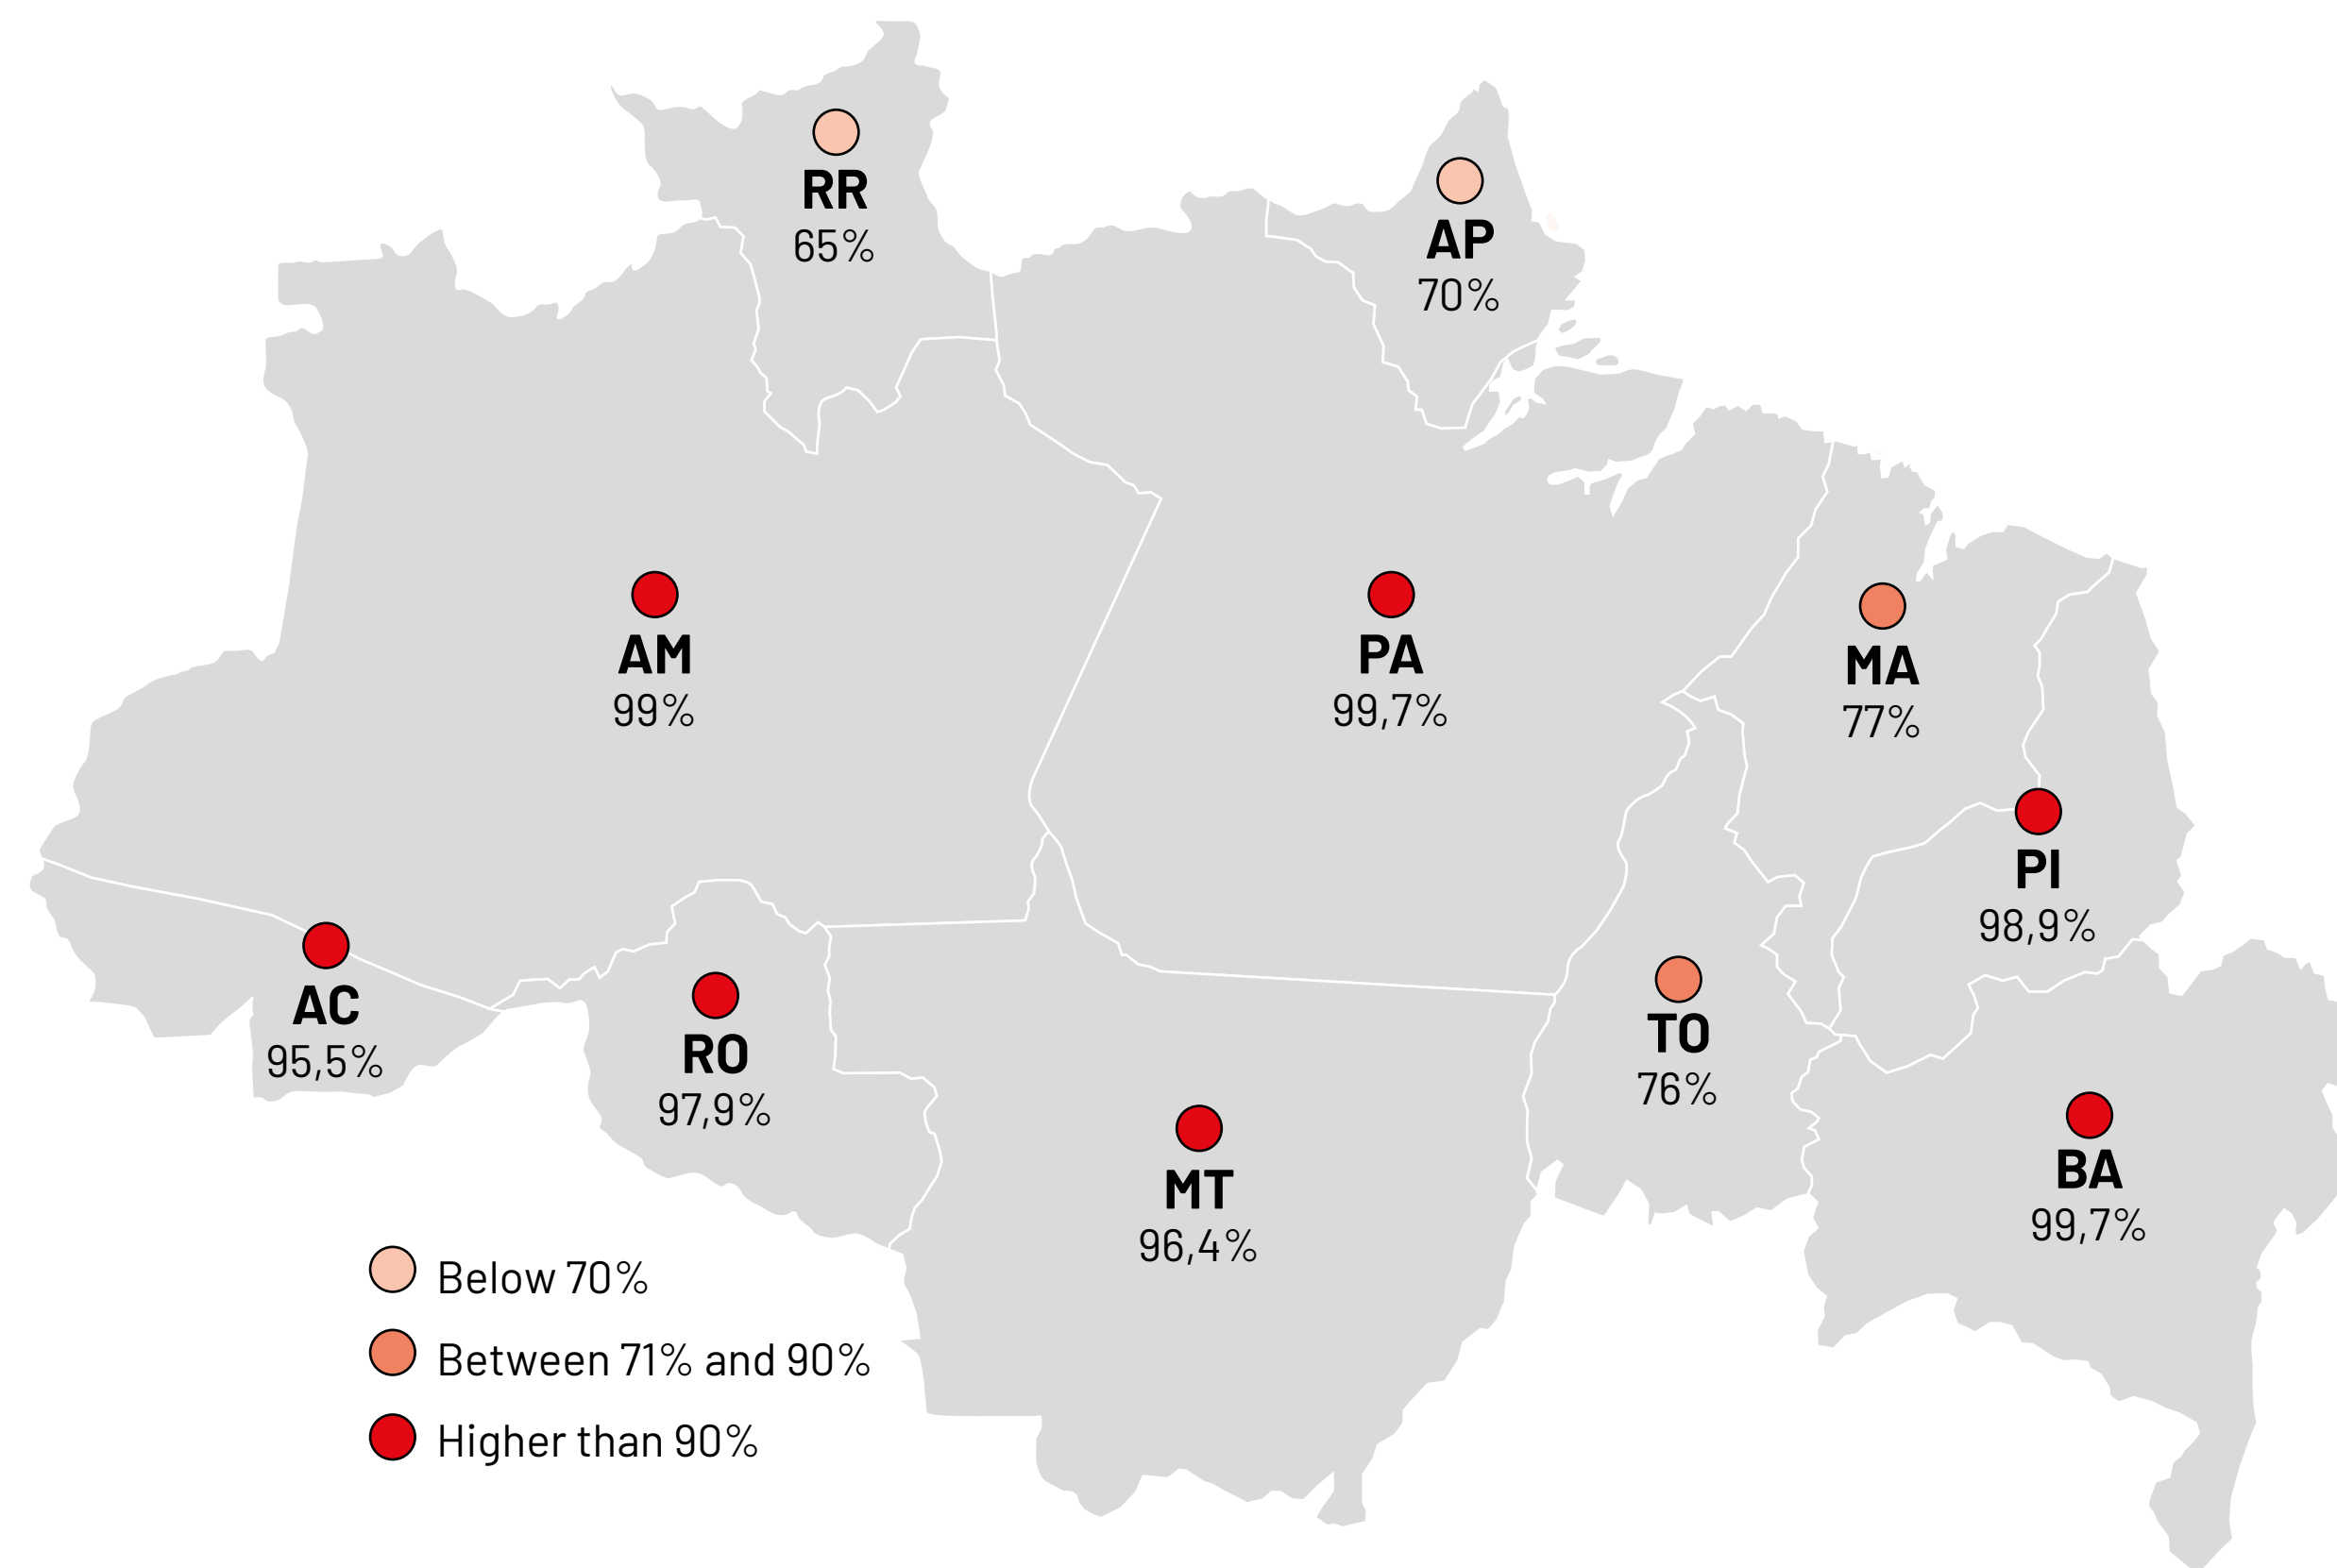 RR
65%
AP
70%
AM
99%
PA
99,7%
MA
77%
PI
98,9%
AC
95,5%
RO
97,9%
TO
76%
MT
96,4%
BA
99,7%
Below 70%
Between 71% and 90%
Higher than 90%